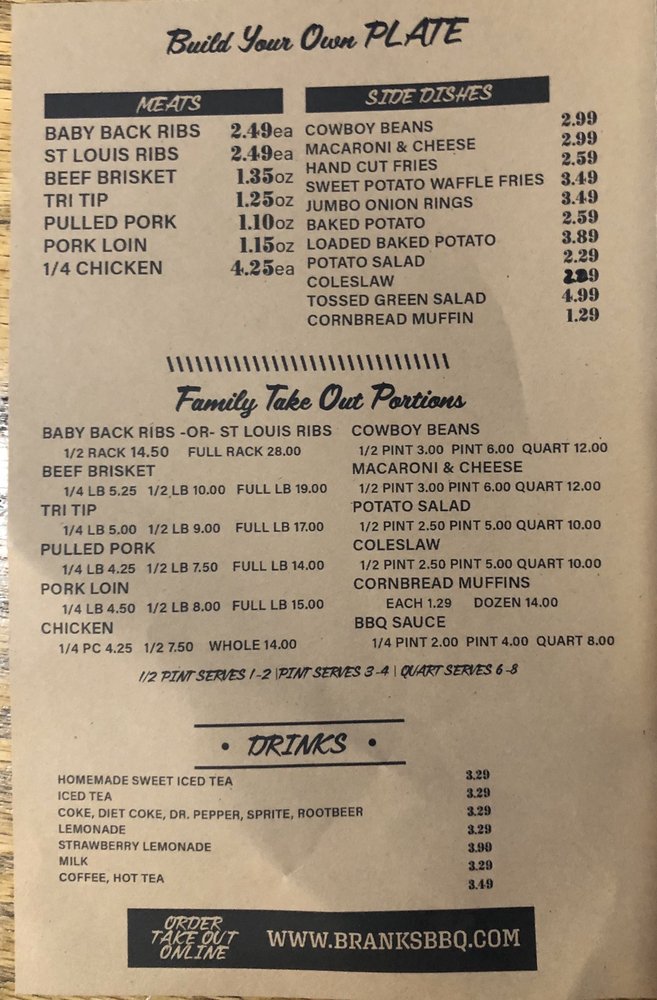 Build Your Own PLATE
MEATS
BABY BACK RIBS 2.49ea
ST LOUIS RIBS 2.49ea
BEEF BRISKET 1.35oz
TRI TIP 1.25oz
PULLED PORK 1.10oz
PORK LOIN 1.15oz
1/4 CHICKEN 4.25ea
SIDE DISHES
COWBOY BEANS 2.99
MACARONI & CHEESE 2.99
HAND CUT FRIES 2.59
SWEET POTATO WAFFLE FRIES 3.49
JUMBO ONION RINGS 3.49
BAKED POTATO 2.59
LOADED BAKED POTATO 3.89
POTATO SALAD 2.29
COLESLAW
TOSSED GREEN SALAD 4.99
CORNBREAD MUFFIN 1.29
Family Take Out Portions
BABY BACK RIBS -OR- ST LOUIS RIBS
1/2 RACK 14.50 FULL RACK 28.00
BEEF BRISKET
1/4 LB 5.25 1/2 LB 10.00 FULL LB 19.00
TRI TIP
1/4 LB 5.00 1/2 LB 9.00 FULL LB 17.00
PULLED PORK
1/4 LB 4.25 1/2 LB 7.50 FULL LB 14.00
PORK LOIN
1/4 LB 4.50 1/2 LB 8.00 FULL LB 15.00
CHICKEN
1/4 PC 4.25 1/2 7.50 WHOLE 14.00
COWBOY BEANS
1/2 PINT 3.00 PINT 6.00 QUART 12.00
MACARONI & CHEESE
1/2 PINT 3.00 PINT 6.00 QUART 12.00
POTATO SALAD
1/2 PINT 2.50 PINT 5.00 QUART 10.00
COLESLAW
1/2 PINT 2.50 PINT 5.00 QUART 10.00
CORNBREAD MUFFINS
EACH 1.29 DOZEN 14.00
BBQ SAUCE
1/4 PINT 2.00 PINT 4.00 QUART 8.00
1/2 PINT SERVES 1-2 | PINT SERVES 3-4 | QUART SERVES 6-8
• DRINKS •
HOMEMADE SWEET ICED TEA 3.29
ICED TEA 3.29
COKE, DIET COKE, DR. PEPPER, SPRITE, ROOTBEER 3.29
LEMONADE 3.29
STRAWBERRY LEMONADE 3.99
MILK 3.29
COFFEE, HOT TEA 3.49
ORDER
TAKE OUT
ONLINE
WWW.BRANKSBBQ.COM